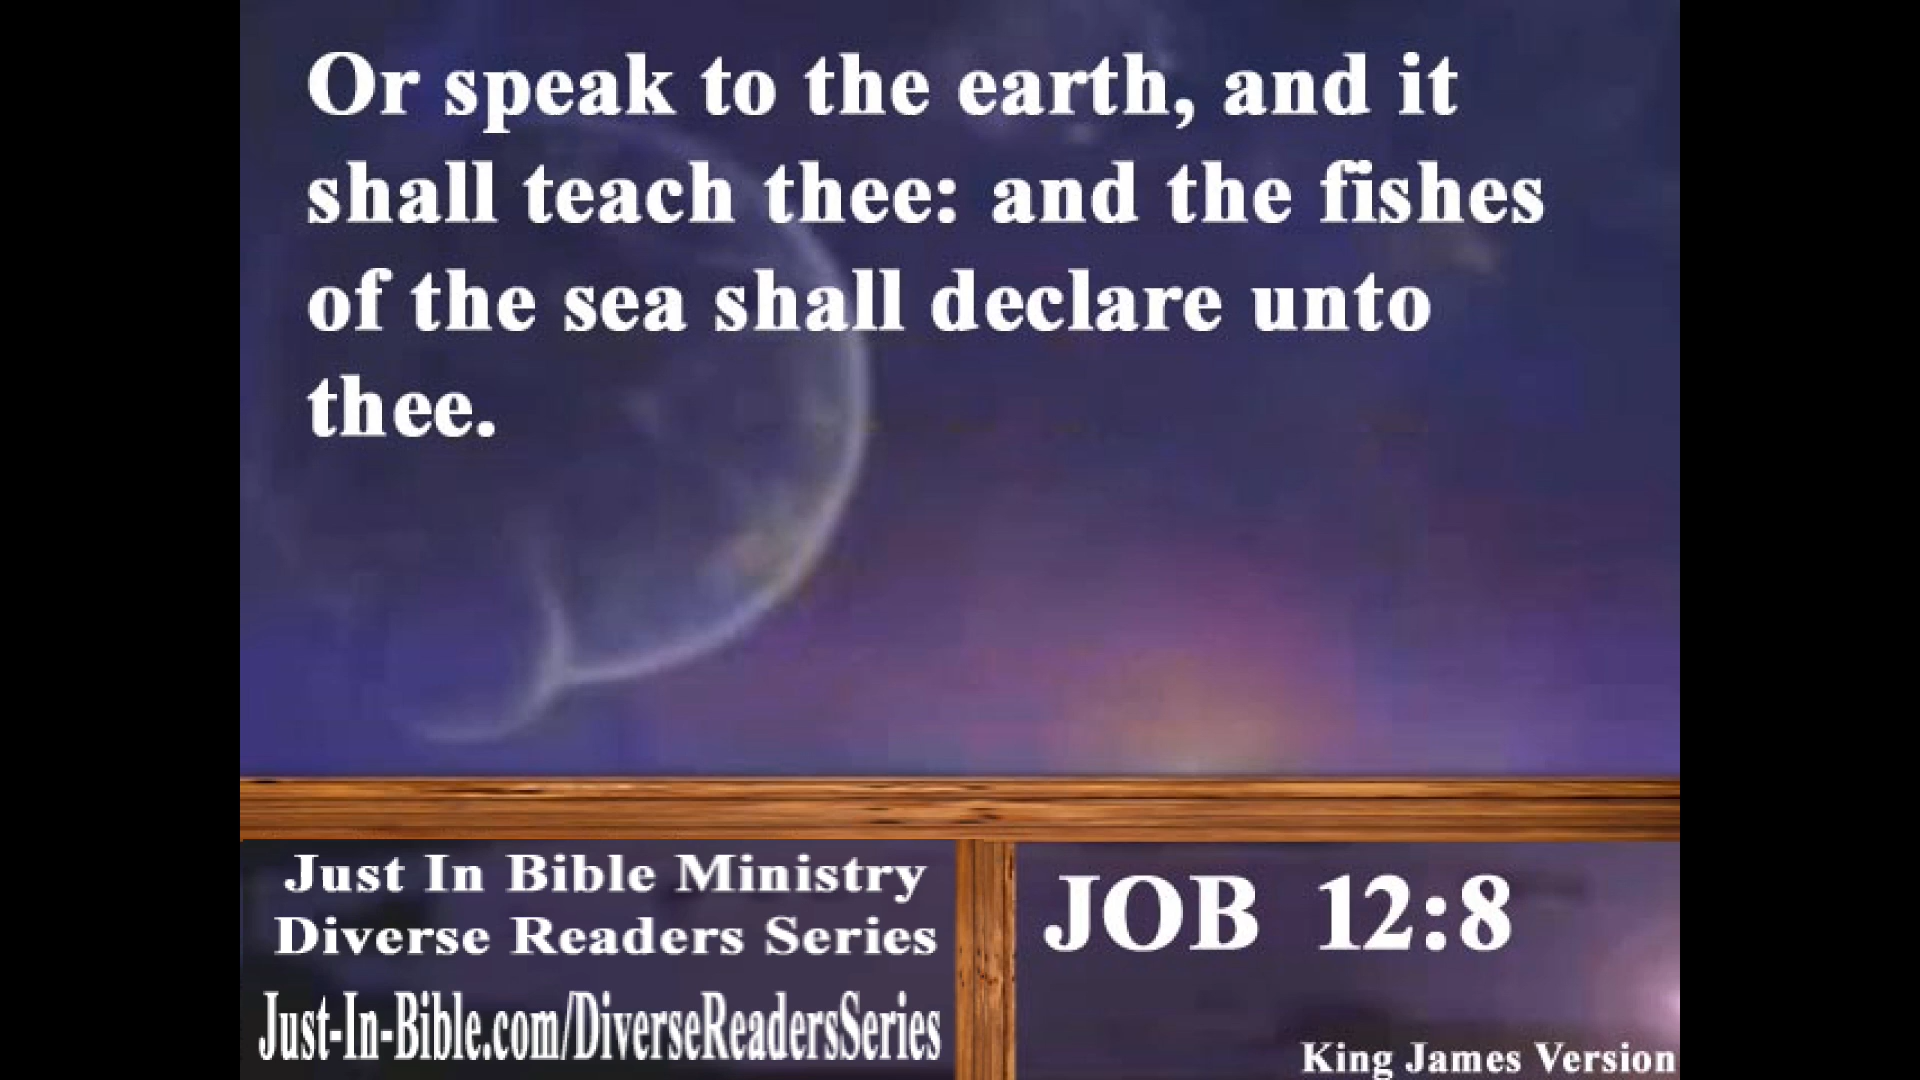 Or speak to the earth, and it
shall teach thee: and the fishes
of the sea shall declare unto
thee.
Just In Bible Ministry
Diverse Readers Series
Just-In-Bible.com/DiverseReadersSeries
JOB 12:8
King James Version